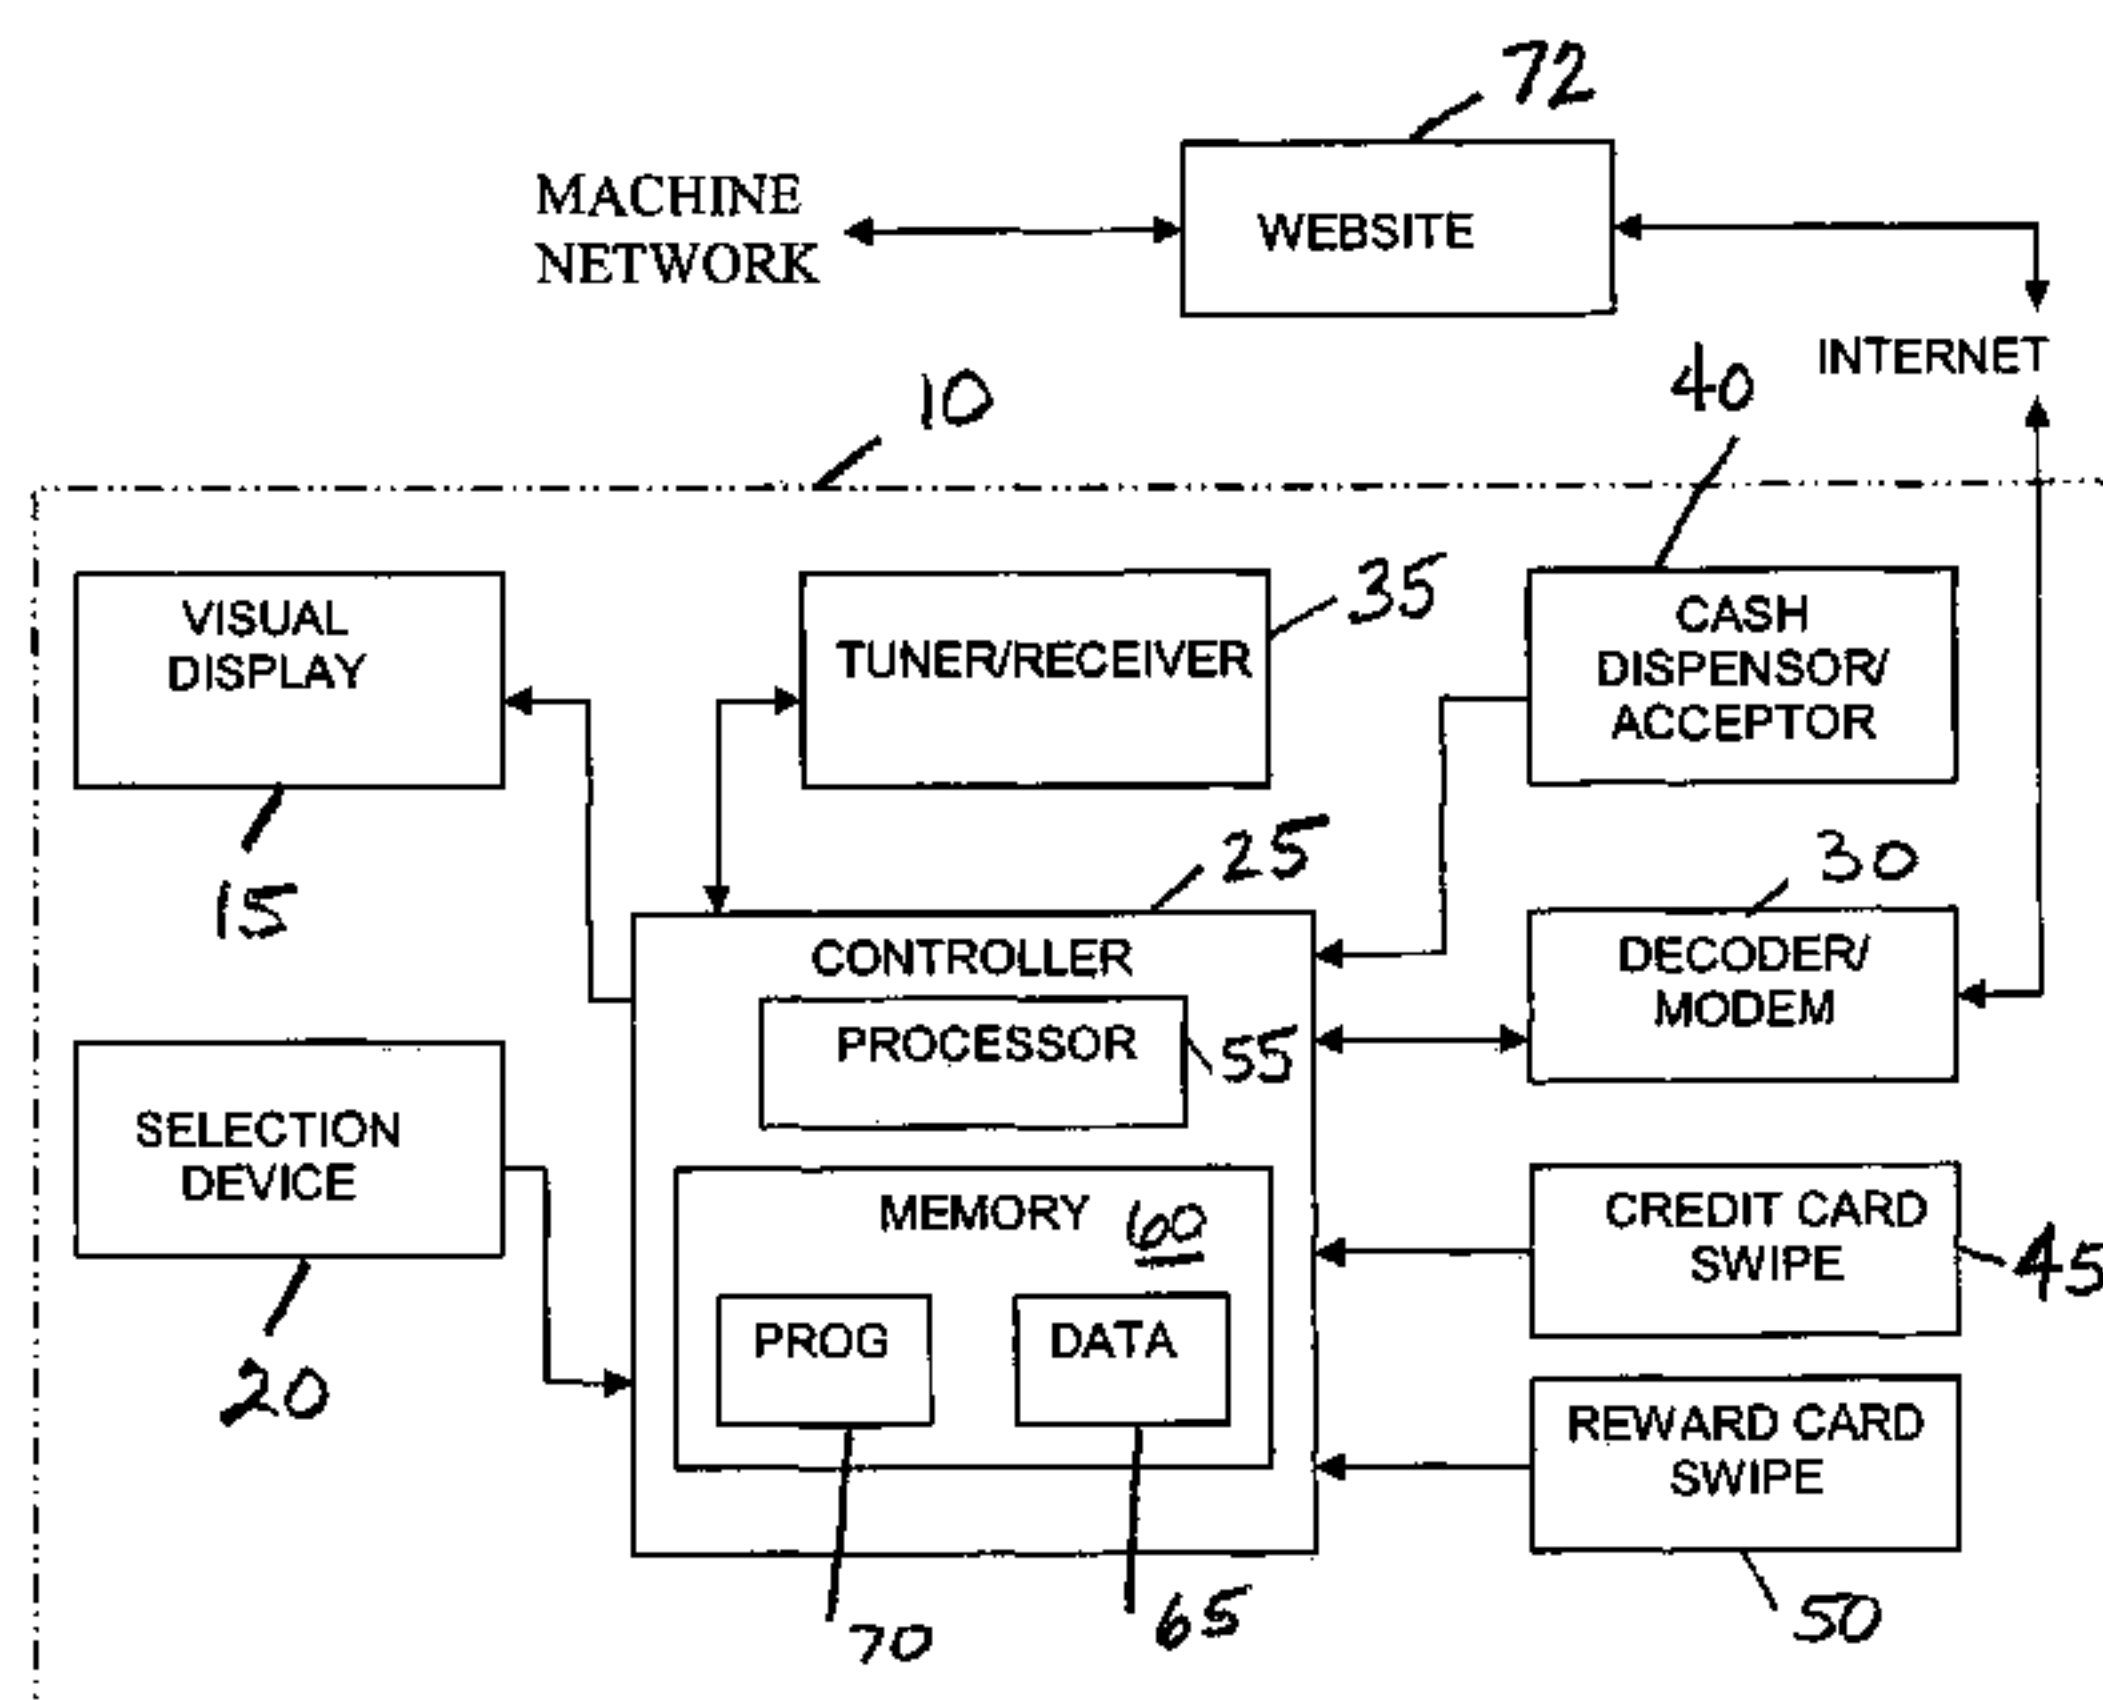 72
MACHINE
NETWORK
WEBSITE
INTERNET
10
40
VISUAL
DISPLAY
15
TUNER/RECEIVER
35
CASH
DISPENSOR/
ACCEPTOR
25
30
CONTROLLER
DECODER/
MODEM
PROCESSOR
55
SELECTION
DEVICE
20
MEMORY
60
PROG
DATA
CREDIT CARD
SWIPE
45
REWARD CARD
SWIPE
70
65
50